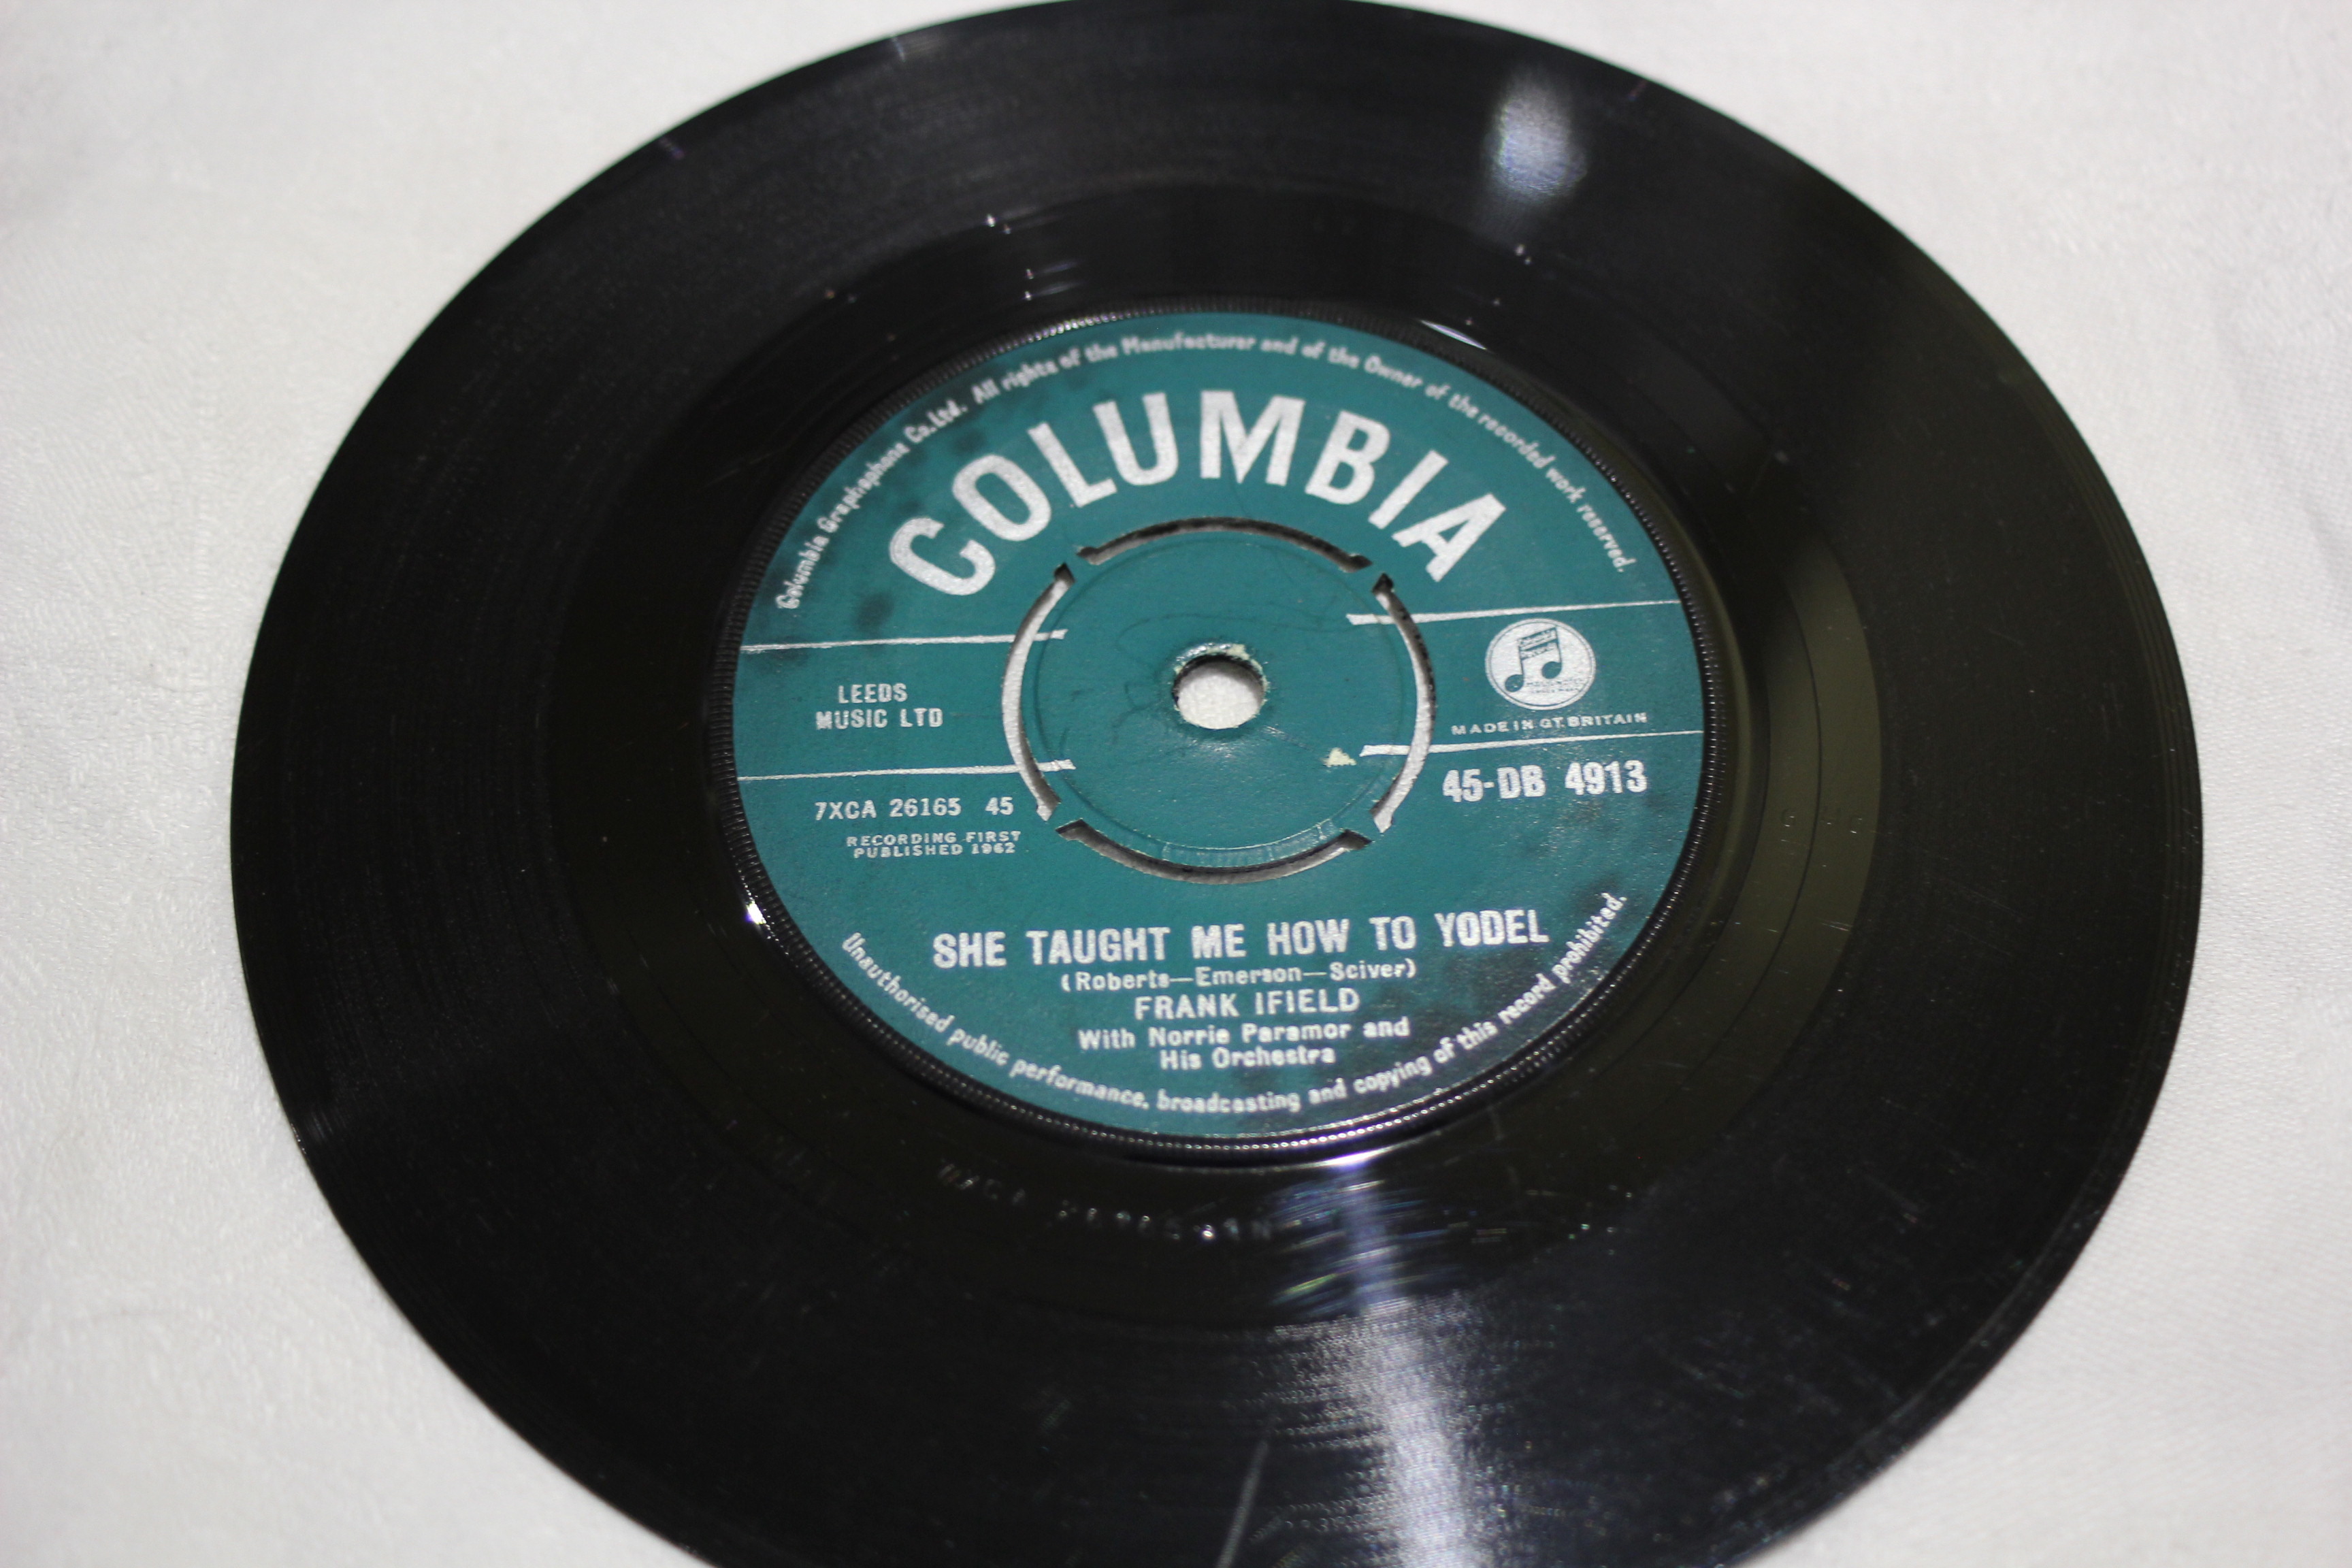 Columbia Graphophone Co. Ltd. All rights of the Manufacturer and of the Owner of the recorded work reserved.
COLUMBIA
LEEDS
MUSIC LTD
MADE IN GT. BRITAIN
7XCA 26165 45
45-DB 4913
RECORDING FIRST
PUBLISHED 1962
SHE TAUGHT ME HOW TO YODEL
(Roberts—Emerson—Sciver)
FRANK IFIELD
With Norrie Paramor and
His Orchestra
Unauthorised public performance, broadcasting and copying of this record prohibited.